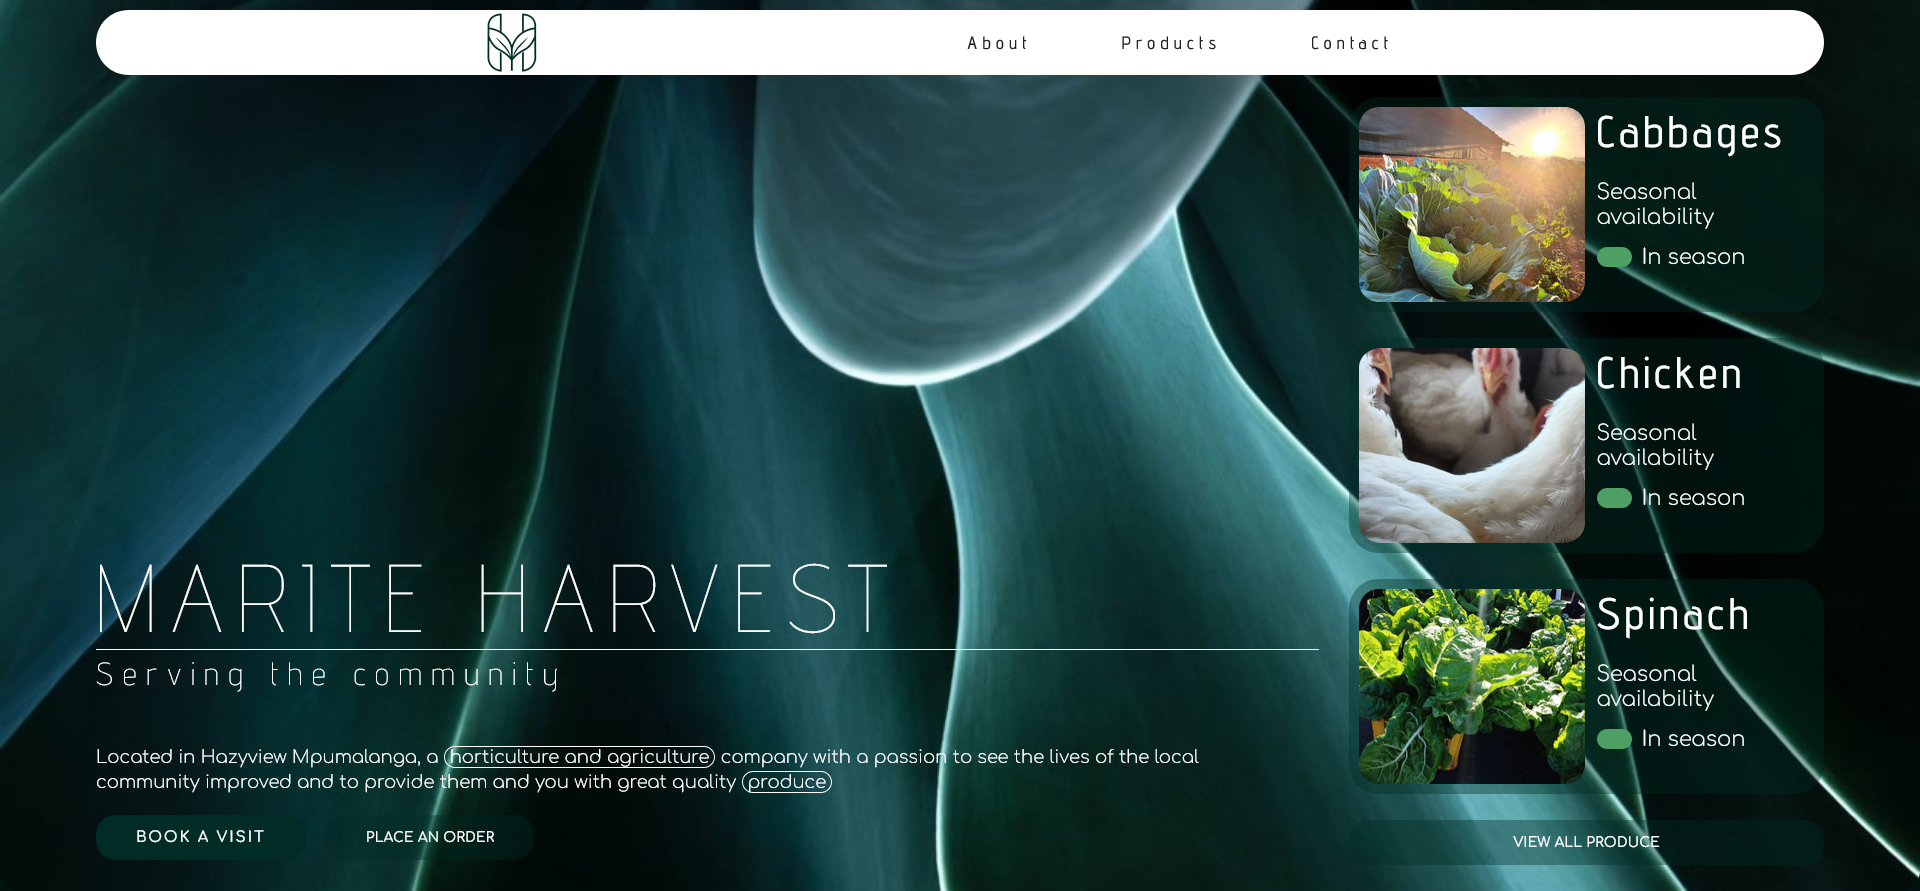 About
Products
Contact
MARITE HARVEST
Serving the community
Located in Hazyview Mpumalanga, a horticulture and agriculture company with a passion to see the lives of the local
community improved and to provide them and you with great quality produce
BOOK A VISIT
PLACE AN ORDER
Cabbages
Seasonal
availability
In season
Chicken
Seasonal
availability
In season
Spinach
Seasonal
availability
In season
VIEW ALL PRODUCE